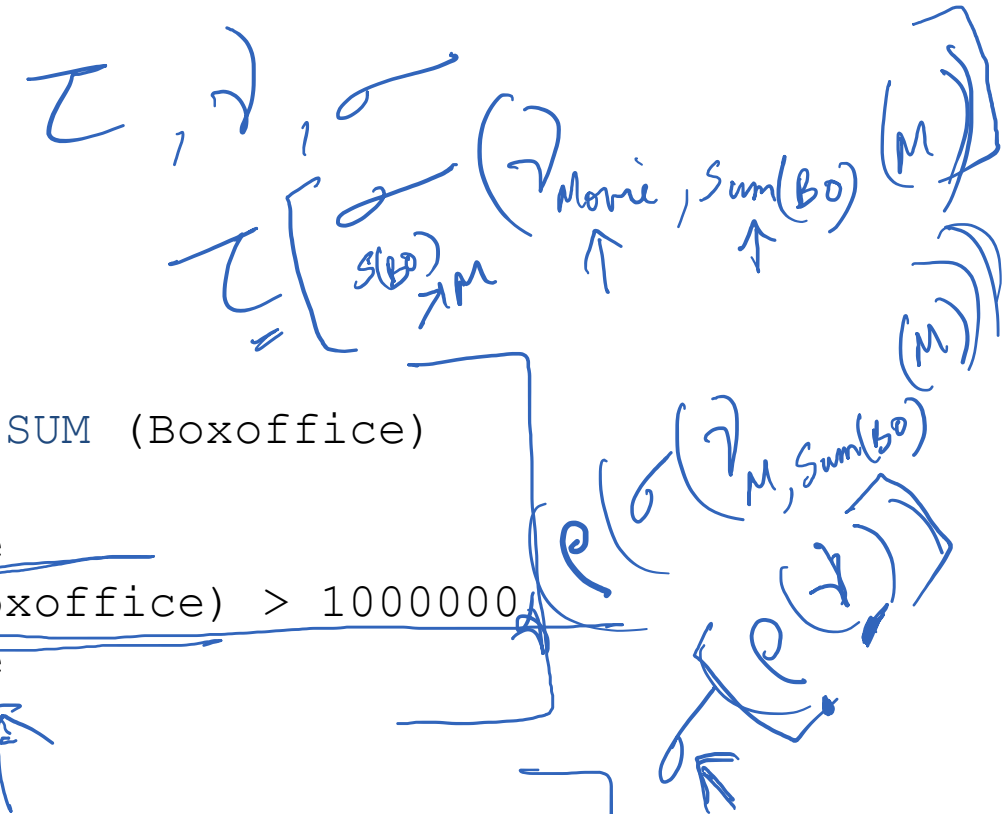 τ , γ , σ
τ [ σ S(BO) > M ( γ Movie , Sum(BO) (M) ) ]
(M)
SUM (Boxoffice)
( ρ ( σ ( γ M , Sum(BO)
e
oxoffice) > 1000000
( ρ ( γ ) )
e
σ